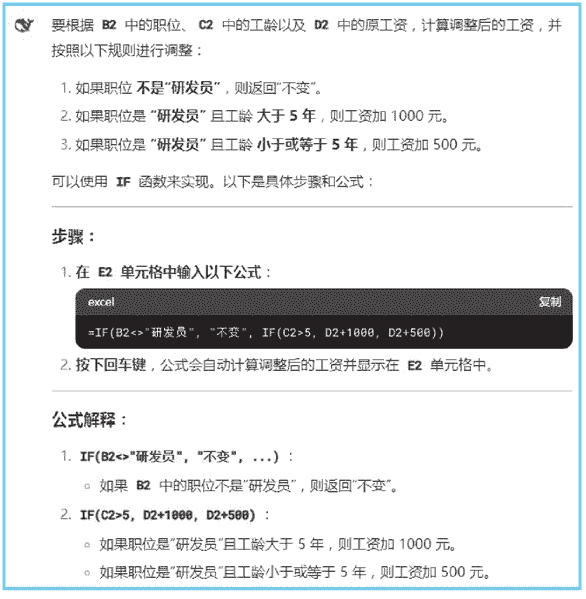 要根据 B2 中的职位、 C2 中的工龄以及 D2 中的原工资，计算调整后的工资，并
按照以下规则进行调整：
1. 如果职位 不是“研发员”，则返回“不变”。
2. 如果职位是 “研发员” 且工龄 大于 5 年，则工资加 1000 元。
3. 如果职位是 “研发员” 且工龄 小于或等于 5 年，则工资加 500 元。
可以使用 IF 函数来实现。以下是具体步骤和公式：
步骤：
1. 在 E2 单元格中输入以下公式：
excel 复制
=IF(B2<>"研发员", "不变", IF(C2>5, D2+1000, D2+500))
2. 按下回车键，公式会自动计算调整后的工资并显示在 E2 单元格中。
公式解释：
1. IF(B2<>"研发员", "不变", ...)：
○ 如果 B2 中的职位不是“研发员”，则返回“不变”。
2. IF(C2>5, D2+1000, D2+500)：
○ 如果职位是“研发员”且工龄大于 5 年，则工资加 1000 元。
○ 如果职位是“研发员”且工龄小于或等于 5 年，则工资加 500 元。